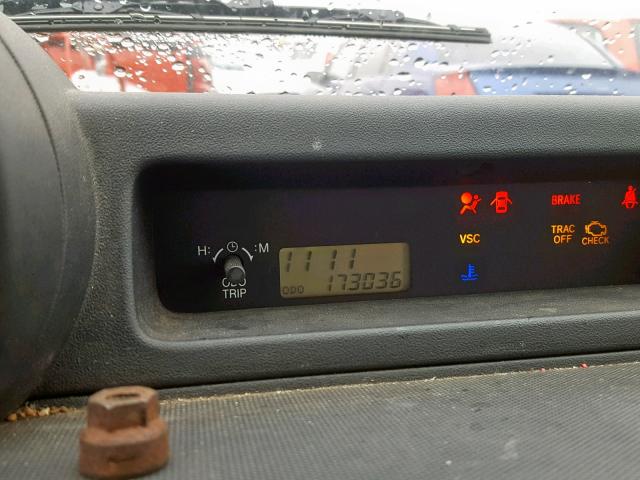 BRAKE
VSC
TRAC
OFF
CHECK
H: :M
11 11
ODO 173036
ODO
TRIP